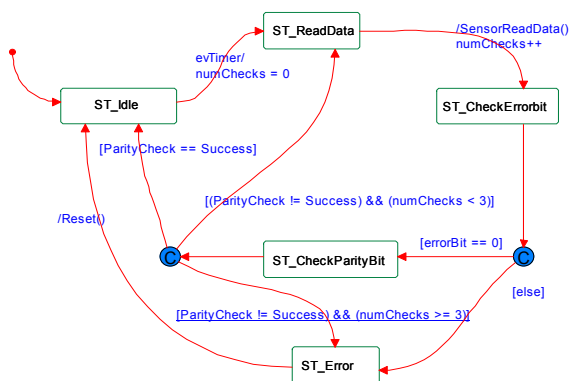 ST_ReadData
/SensorReadData()
numChecks++
evTimer/
numChecks = 0
ST_Idle
ST_CheckErrorbit
[ParityCheck == Success]
[(ParityCheck != Success) && (numChecks < 3)]
/Reset()
[errorBit == 0]
C
ST_CheckParityBit
C
[else]
[ParityCheck != Success) && (numChecks >= 3)]
ST_Error